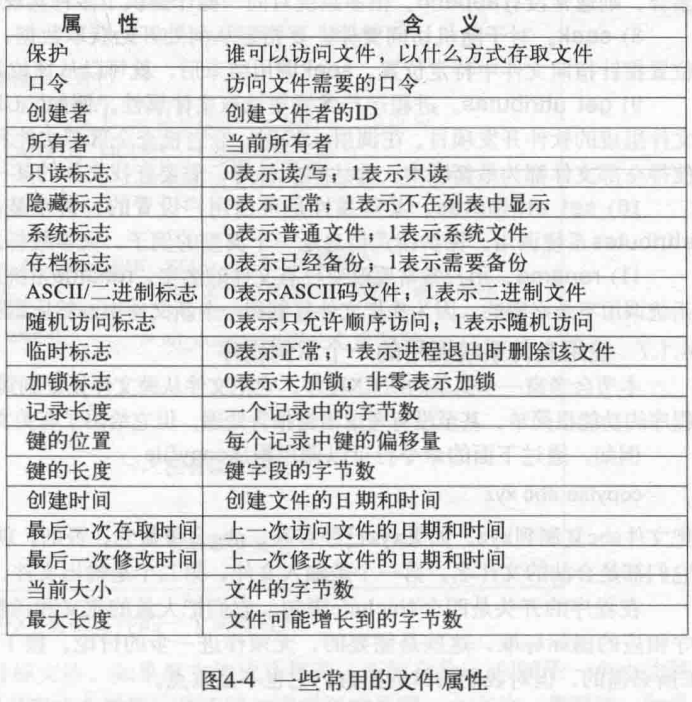 属 性 含 义
保护 谁可以访问文件，以什么方式存取文件
口令 访问文件需要的口令
创建者 创建文件者的ID
所有者 当前所有者
只读标志 0表示读/写；1表示只读
隐藏标志 0表示正常；1表示不在列表中显示
系统标志 0表示普通文件；1表示系统文件
存档标志 0表示已经备份；1表示需要备份
ASCII/二进制标志 0表示ASCII码文件；1表示二进制文件
随机访问标志 0表示只允许顺序访问；1表示随机访问
临时标志 0表示正常；1表示进程退出时删除该文件
加锁标志 0表示未加锁；非零表示加锁
记录长度 一个记录中的字节数
键的位置 每个记录中键的偏移量
键的长度 键字段的字节数
创建时间 创建文件的日期和时间
最后一次存取时间 上一次访问文件的日期和时间
最后一次修改时间 上一次修改文件的日期和时间
当前大小 文件的字节数
最大长度 文件可能增长到的字节数
图4-4 一些常用的文件属性